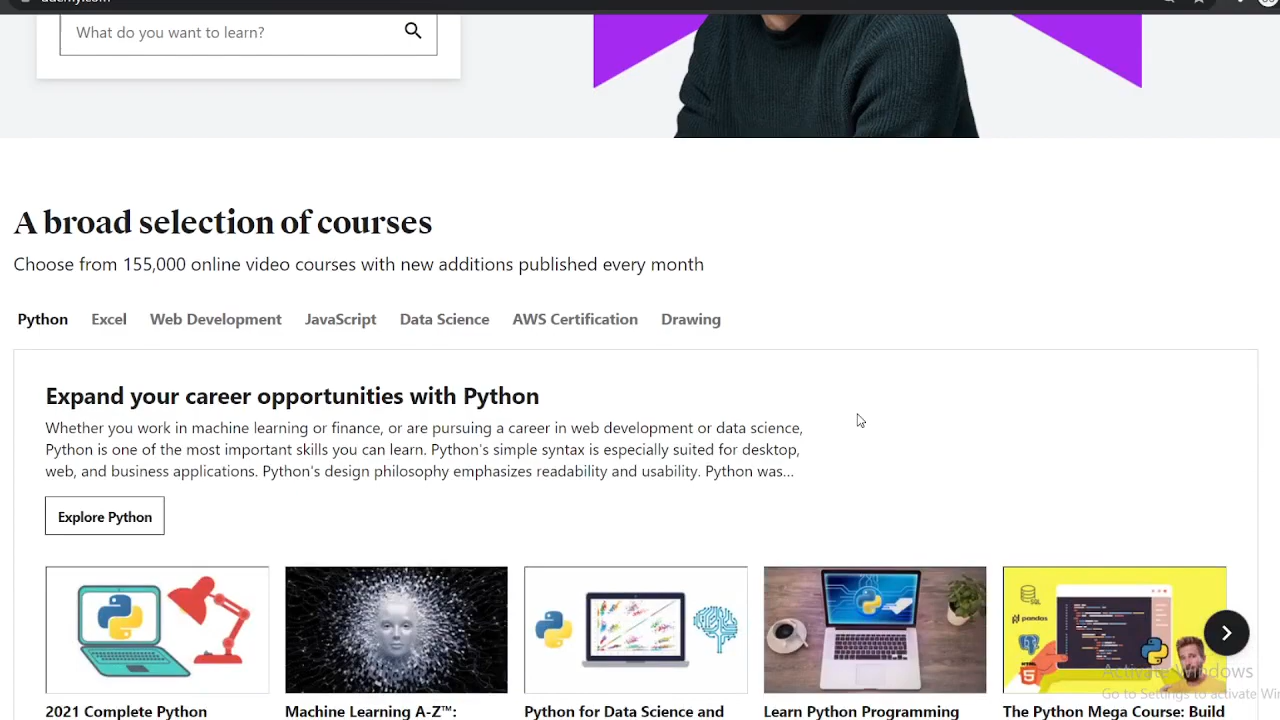 What do you want to learn?
A broad selection of courses
Choose from 155,000 online video courses with new additions published every month
Python Excel Web Development JavaScript Data Science AWS Certification Drawing
Expand your career opportunities with Python
Whether you work in machine learning or finance, or are pursuing a career in web development or data science,
Python is one of the most important skills you can learn. Python's simple syntax is especially suited for desktop,
web, and business applications. Python's design philosophy emphasizes readability and usability. Python was...
Explore Python
pandas
HTML
Activate Windows
Go to Settings to activate Win
2021 Complete Python Machine Learning A-Z™: Python for Data Science and Learn Python Programming The Python Mega Course: Build